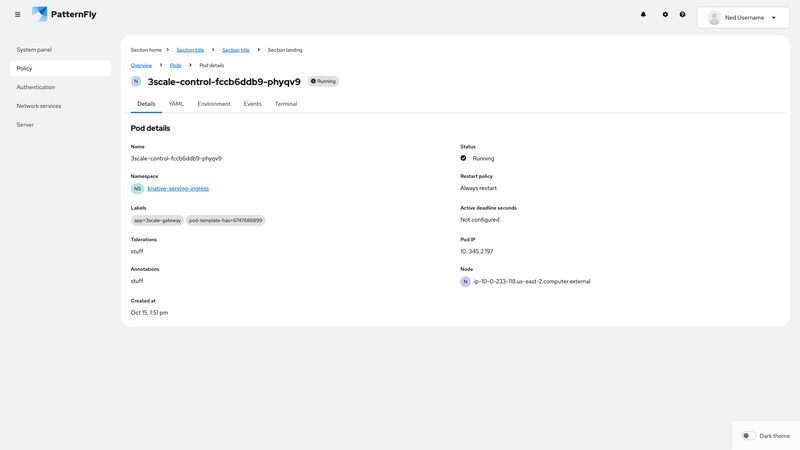 PatternFly
Ned Username
System panel
Policy
Authentication
Network services
Server
Section home Section title Section title Section landing
Overview Pods Pod details
N 3scale-control-fccb6ddb9-phyqv9 Running
Details YAML Environment Events Terminal
Pod details
Name
3scale-control-fccb6ddb9-phyqv9
Namespace
NS knative-serving-ingress
Labels
app=3scale-gateway pod-template-has=6747686899
Tolerations
stuff
Annotations
stuff
Created at
Oct 15, 1:51 pm
Status
Running
Restart policy
Always restart
Active deadline seconds
Not configured
Pod IP
10..345.2.197
Node
N ip-10-0-233-118.us-east-2.computer.external
Dark theme